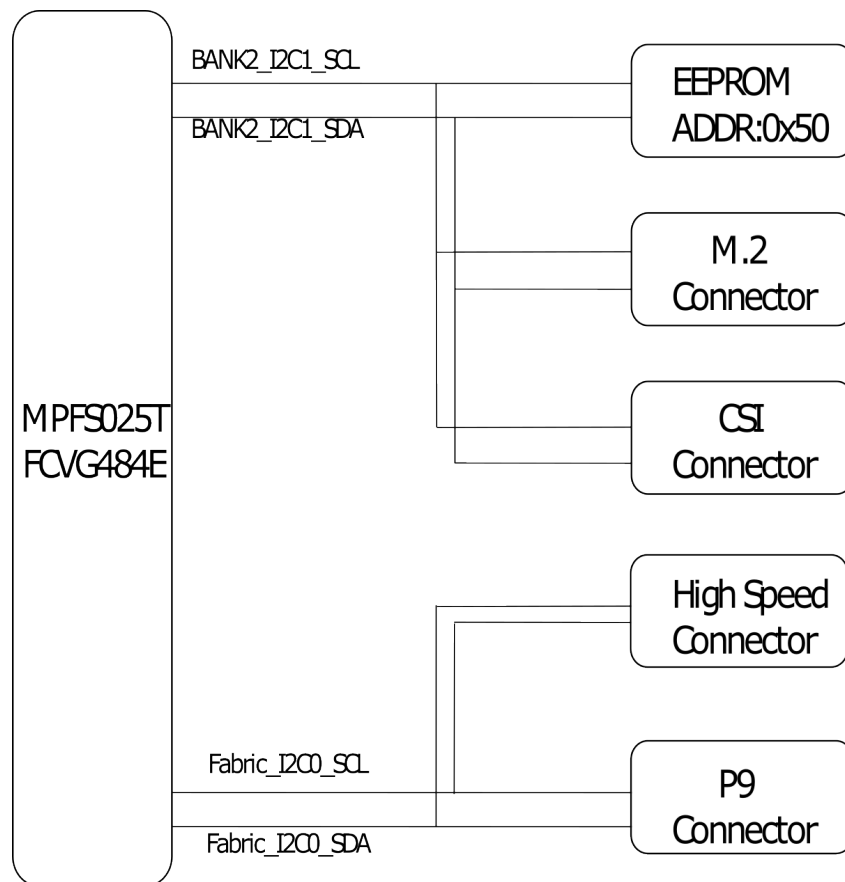 BANK2_I2C1_SCL
BANK2_I2C1_SDA
EEPROM
ADDR:0x50
M.2
Connector
MPFS025T
FCVG484E
CSI
Connector
High Speed
Connector
Fabric_I2C0_SCL
Fabric_I2C0_SDA
P9
Connector